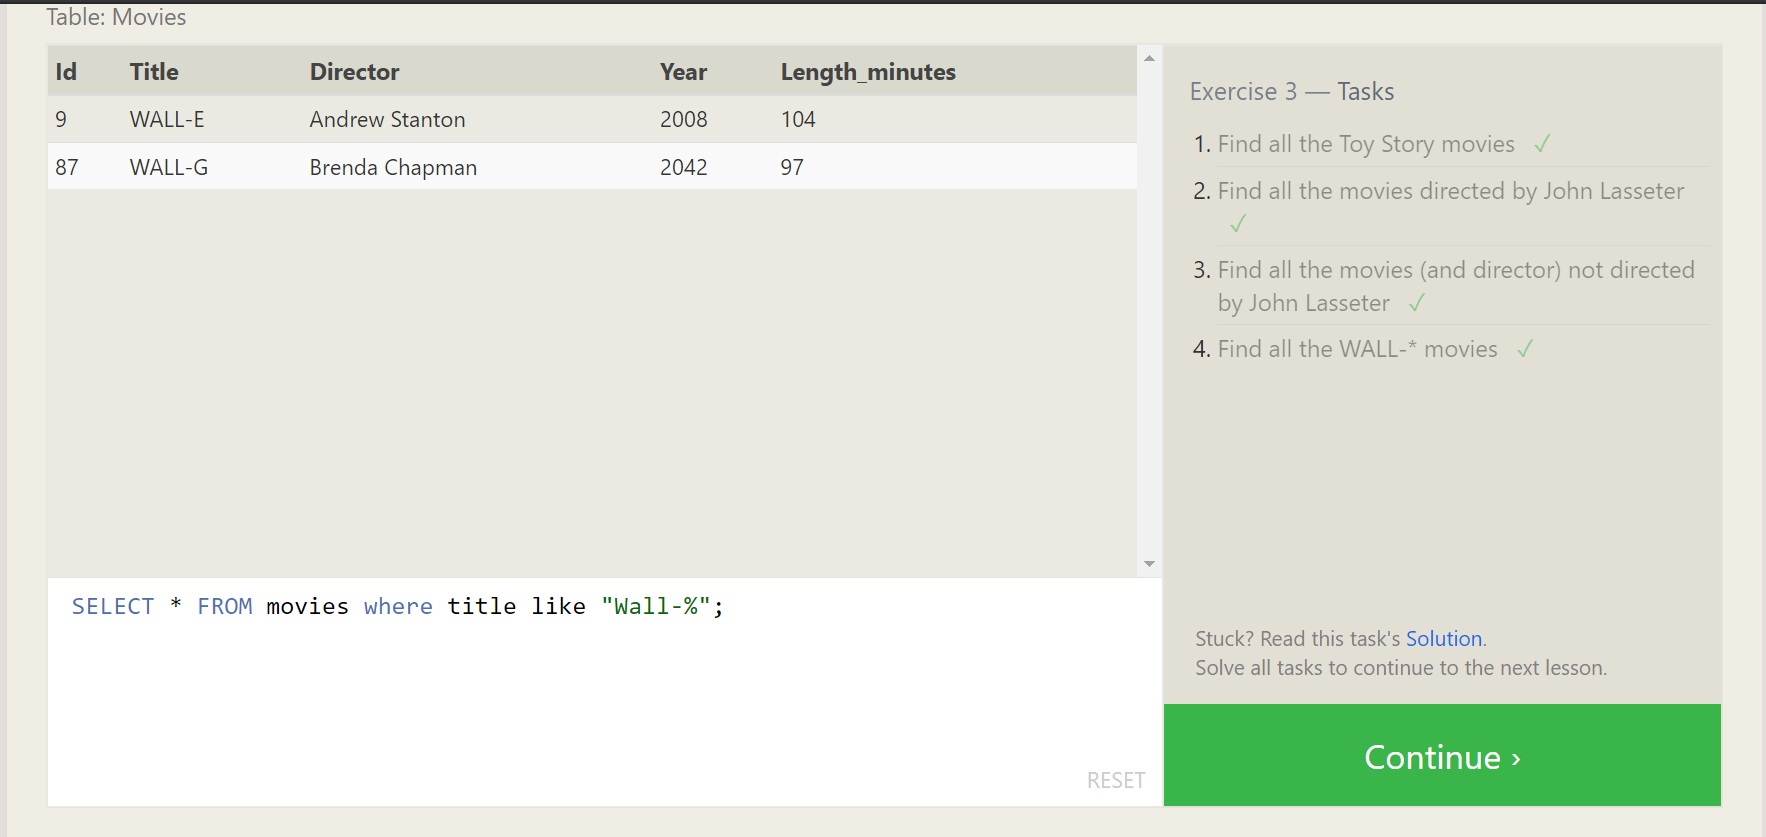 Table: Movies
Id Title Director Year Length_minutes
9 WALL-E Andrew Stanton 2008 104
87 WALL-G Brenda Chapman 2042 97
SELECT * FROM movies where title like "Wall-%";
RESET
Exercise 3 — Tasks
1. Find all the Toy Story movies ✓
2. Find all the movies directed by John Lasseter
✓
3. Find all the movies (and director) not directed
by John Lasseter ✓
4. Find all the WALL-* movies ✓
Stuck? Read this task's Solution.
Solve all tasks to continue to the next lesson.
Continue ›